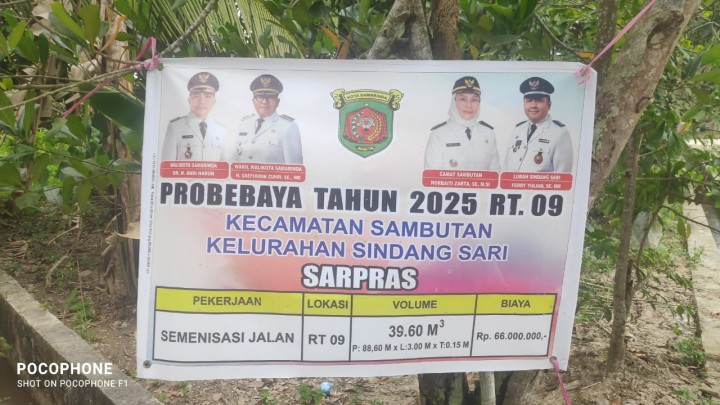 KOTA SAMARINDA
WALIKOTA SAMARINDA
DR. H. ANDI HARUN
WAKIL WALIKOTA SAMARINDA
H. SAEFUDDIN ZUHRI, SE., MM
CAMAT SAMBUTAN
NORBAITI ZARTA, SE, M.Si
LURAH SINDANG SARI
FERRY YULIAN, SE, MM
PROBEBAYA TAHUN 2025 RT. 09
KECAMATAN SAMBUTAN
KELURAHAN SINDANG SARI
SARPRAS
PEKERJAAN LOKASI VOLUME BIAYA
SEMENISASI JALAN RT 09 39.60 M³ Rp. 66.000.000,-
P: 88,60 M x L:3.00 M x T:0.15 M
POCOPHONE
SHOT ON POCOPHONE F1